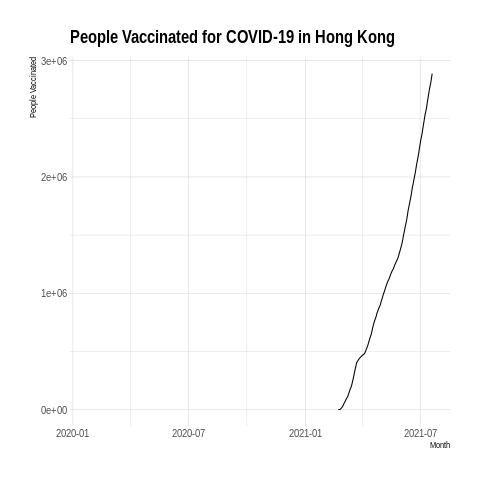 People Vaccinated for COVID-19 in Hong Kong
People Vaccinated
3e+06
2e+06
1e+06
0e+00
2020-01 2020-07 2021-01 2021-07
Month